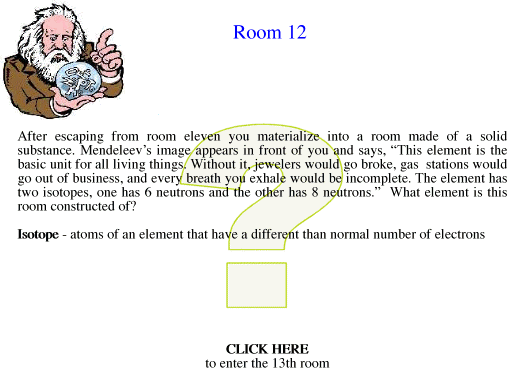 Room 12
After escaping from room eleven you materialize into a room made of a solid
substance. Mendeleev's image appears in front of you and says, “This element is the
basic unit for all living things. Without it, jewelers would go broke, gas stations would
go out of business, and every breath you exhale would be incomplete. The element has
two isotopes, one has 6 neutrons and the other has 8 neutrons.” What element is this
room constructed of?
Isotope - atoms of an element that have a different than normal number of electrons
CLICK HERE
to enter the 13th room